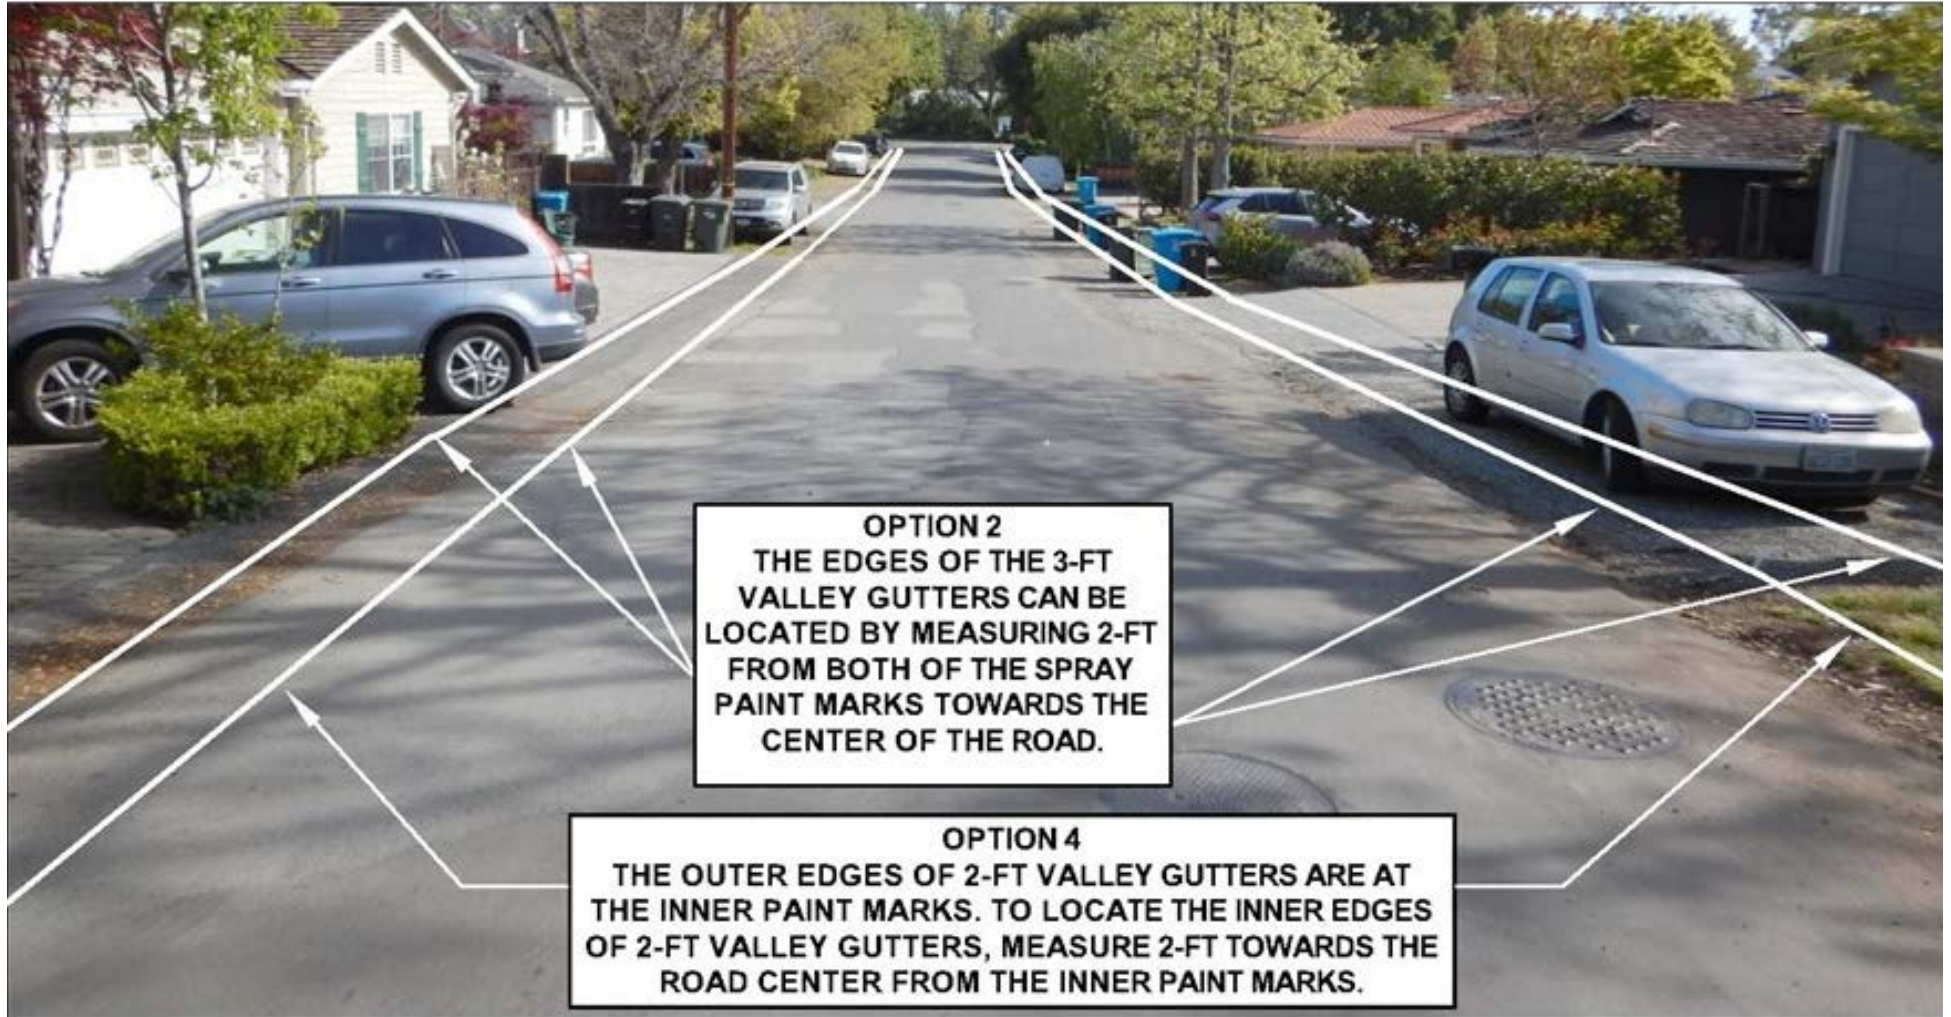 OPTION 2
THE EDGES OF THE 3-FT
VALLEY GUTTERS CAN BE
LOCATED BY MEASURING 2-FT
FROM BOTH OF THE SPRAY
PAINT MARKS TOWARDS THE
CENTER OF THE ROAD.
OPTION 4
THE OUTER EDGES OF 2-FT VALLEY GUTTERS ARE AT
THE INNER PAINT MARKS. TO LOCATE THE INNER EDGES
OF 2-FT VALLEY GUTTERS, MEASURE 2-FT TOWARDS THE
ROAD CENTER FROM THE INNER PAINT MARKS.